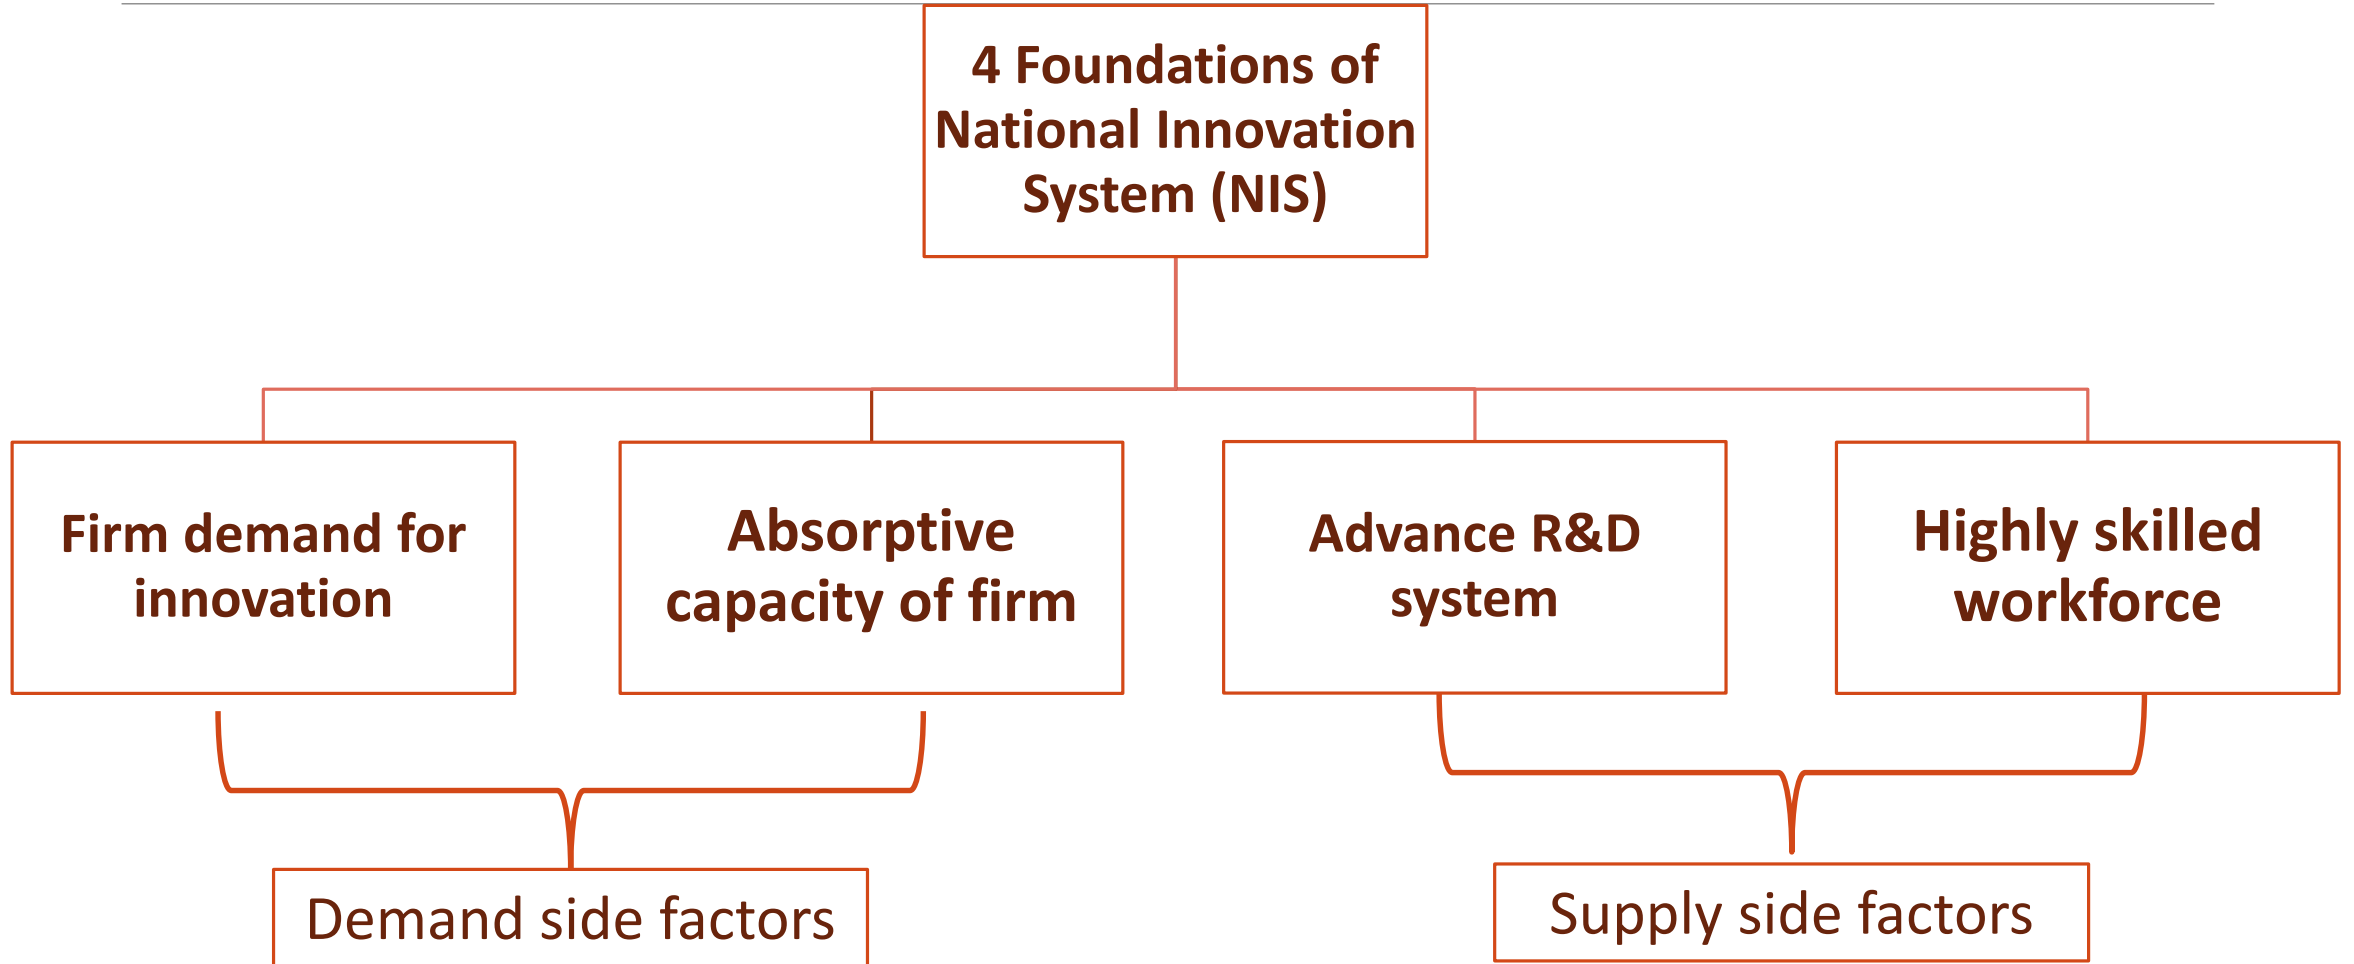 4 Foundations of
National Innovation
System (NIS)
Firm demand for
innovation
Absorptive
capacity of firm
Advance R&D
system
Highly skilled
workforce
Demand side factors
Supply side factors